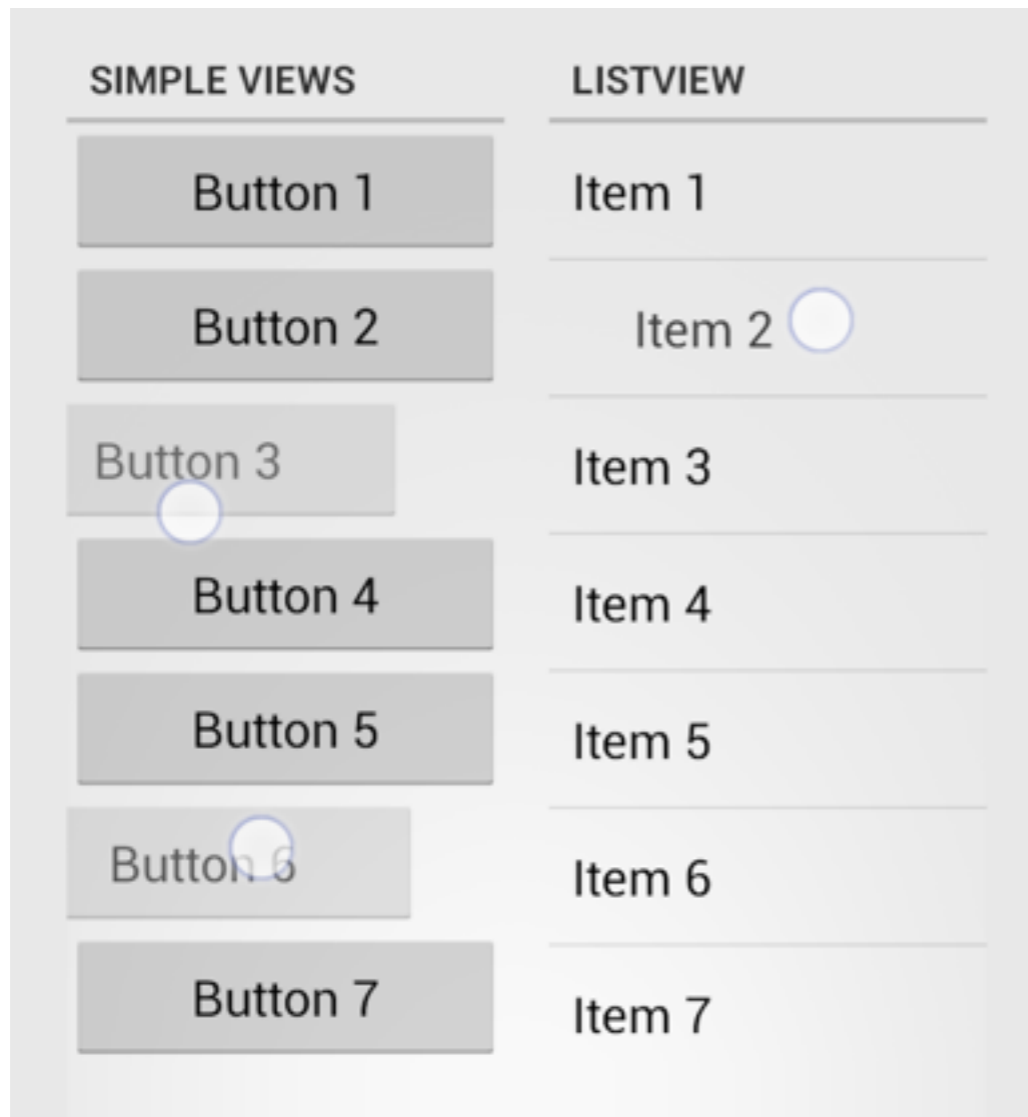 SIMPLE VIEWS
Button 1
Button 2
Button 3
Button 4
Button 5
Button 6
Button 7
LISTVIEW
Item 1
Item 2
Item 3
Item 4
Item 5
Item 6
Item 7